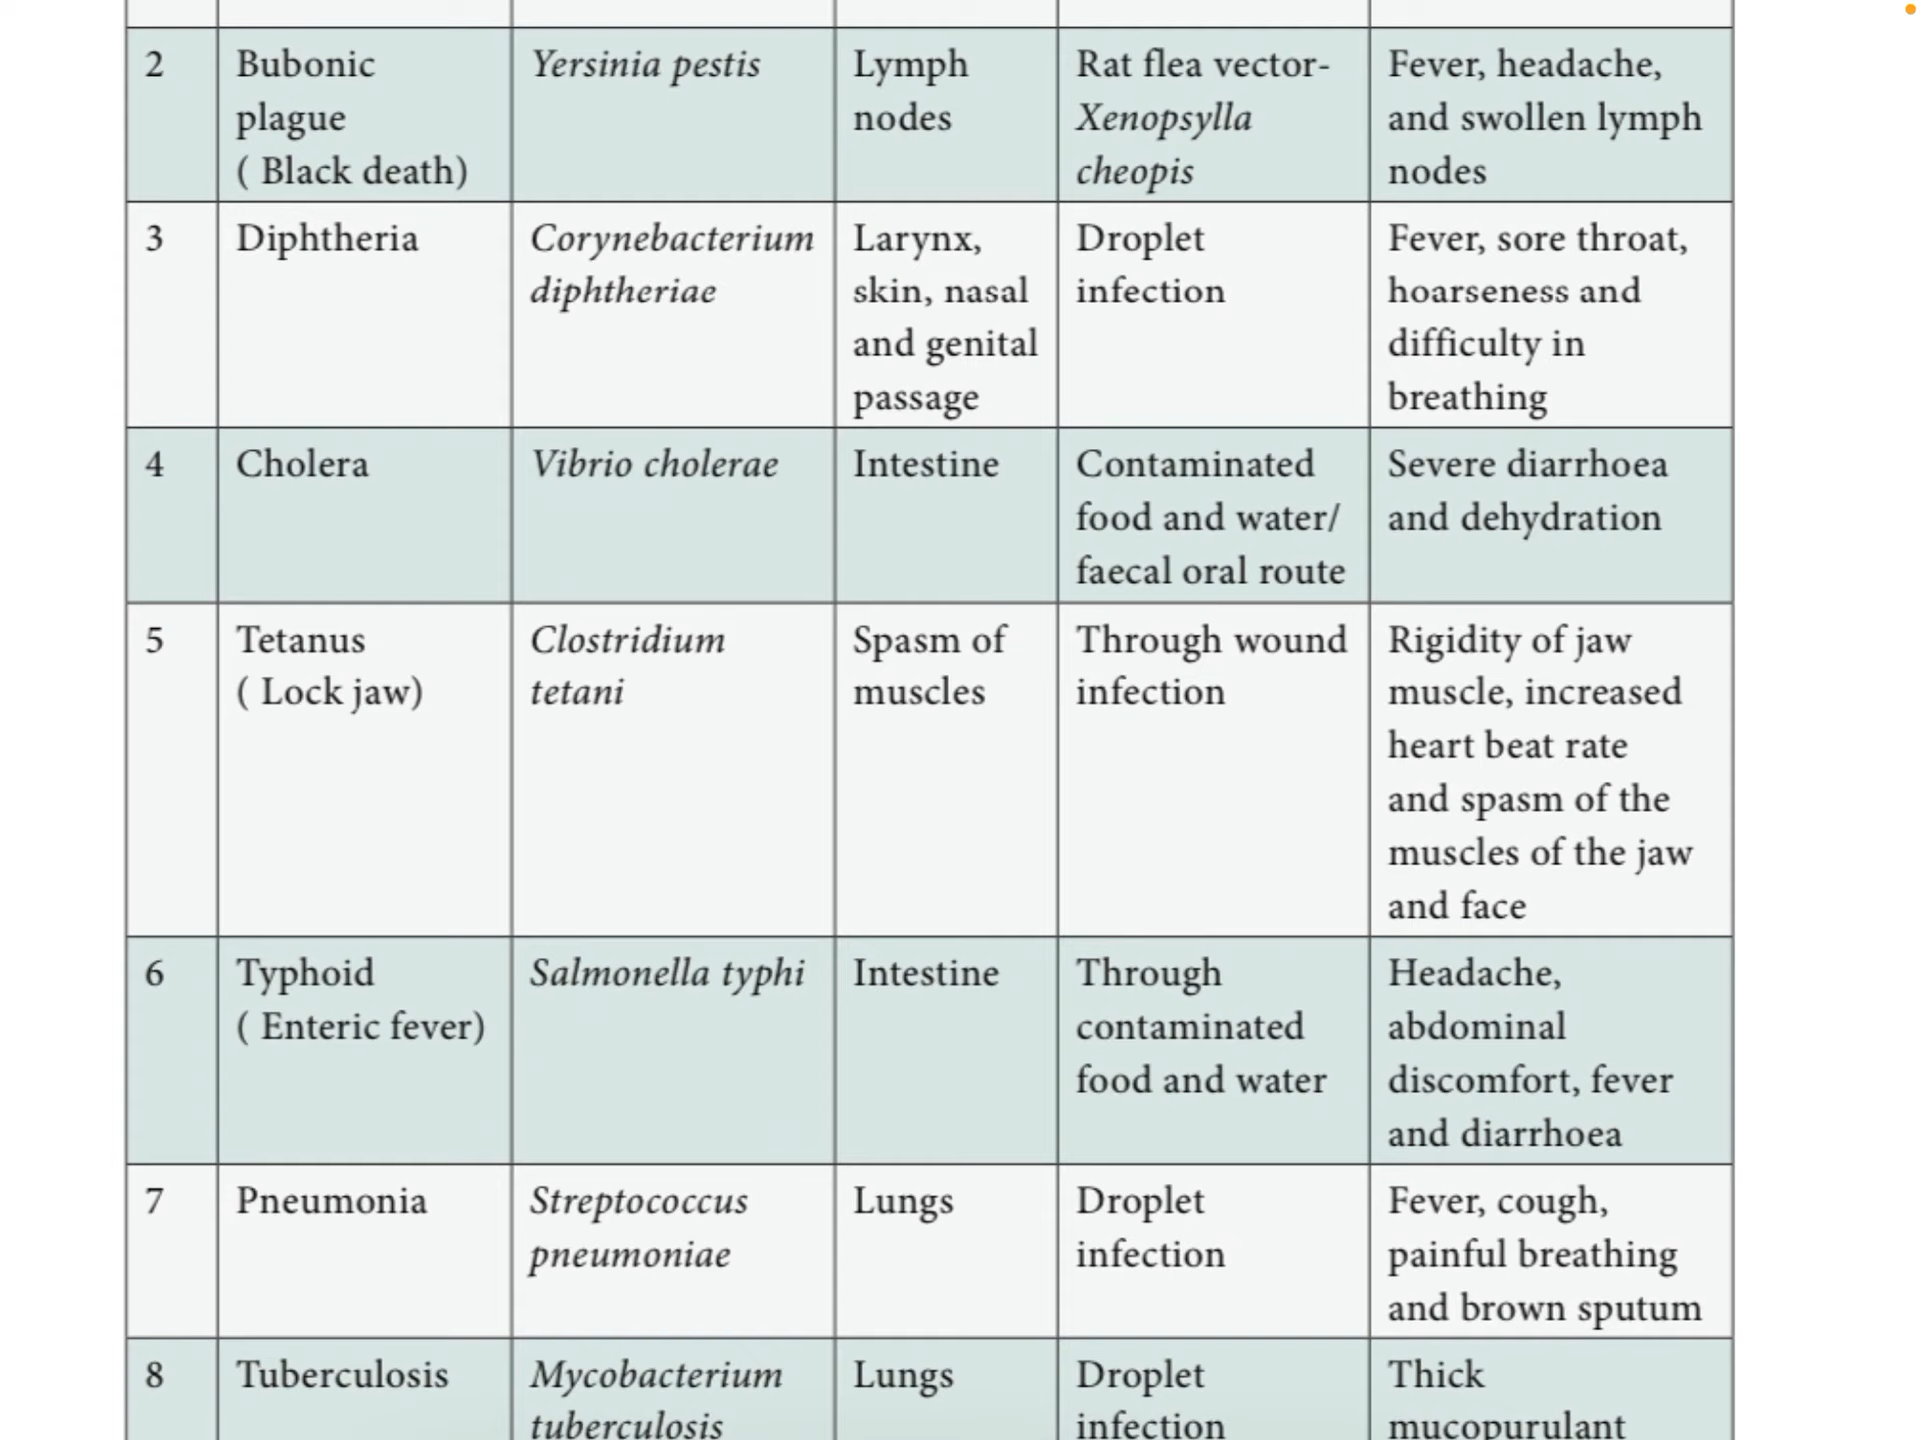 2
Bubonic
plague
( Black death)
Yersinia pestis
Lymph
nodes
Rat flea vector-
Xenopsylla
cheopis
Fever, headache,
and swollen lymph
nodes
3
Diphtheria
Corynebacterium
diphtheriae
Larynx,
skin, nasal
and genital
passage
Droplet
infection
Fever, sore throat,
hoarseness and
difficulty in
breathing
4
Cholera
Vibrio cholerae
Intestine
Contaminated
food and water/
faecal oral route
Severe diarrhoea
and dehydration
5
Tetanus
( Lock jaw)
Clostridium
tetani
Spasm of
muscles
Through wound
infection
Rigidity of jaw
muscle, increased
heart beat rate
and spasm of the
muscles of the jaw
and face
6
Typhoid
( Enteric fever)
Salmonella typhi
Intestine
Through
contaminated
food and water
Headache,
abdominal
discomfort, fever
and diarrhoea
7
Pneumonia
Streptococcus
pneumoniae
Lungs
Droplet
infection
Fever, cough,
painful breathing
and brown sputum
8
Tuberculosis
Mycobacterium
tuberculosis
Lungs
Droplet
infection
Thick
mucopurulant